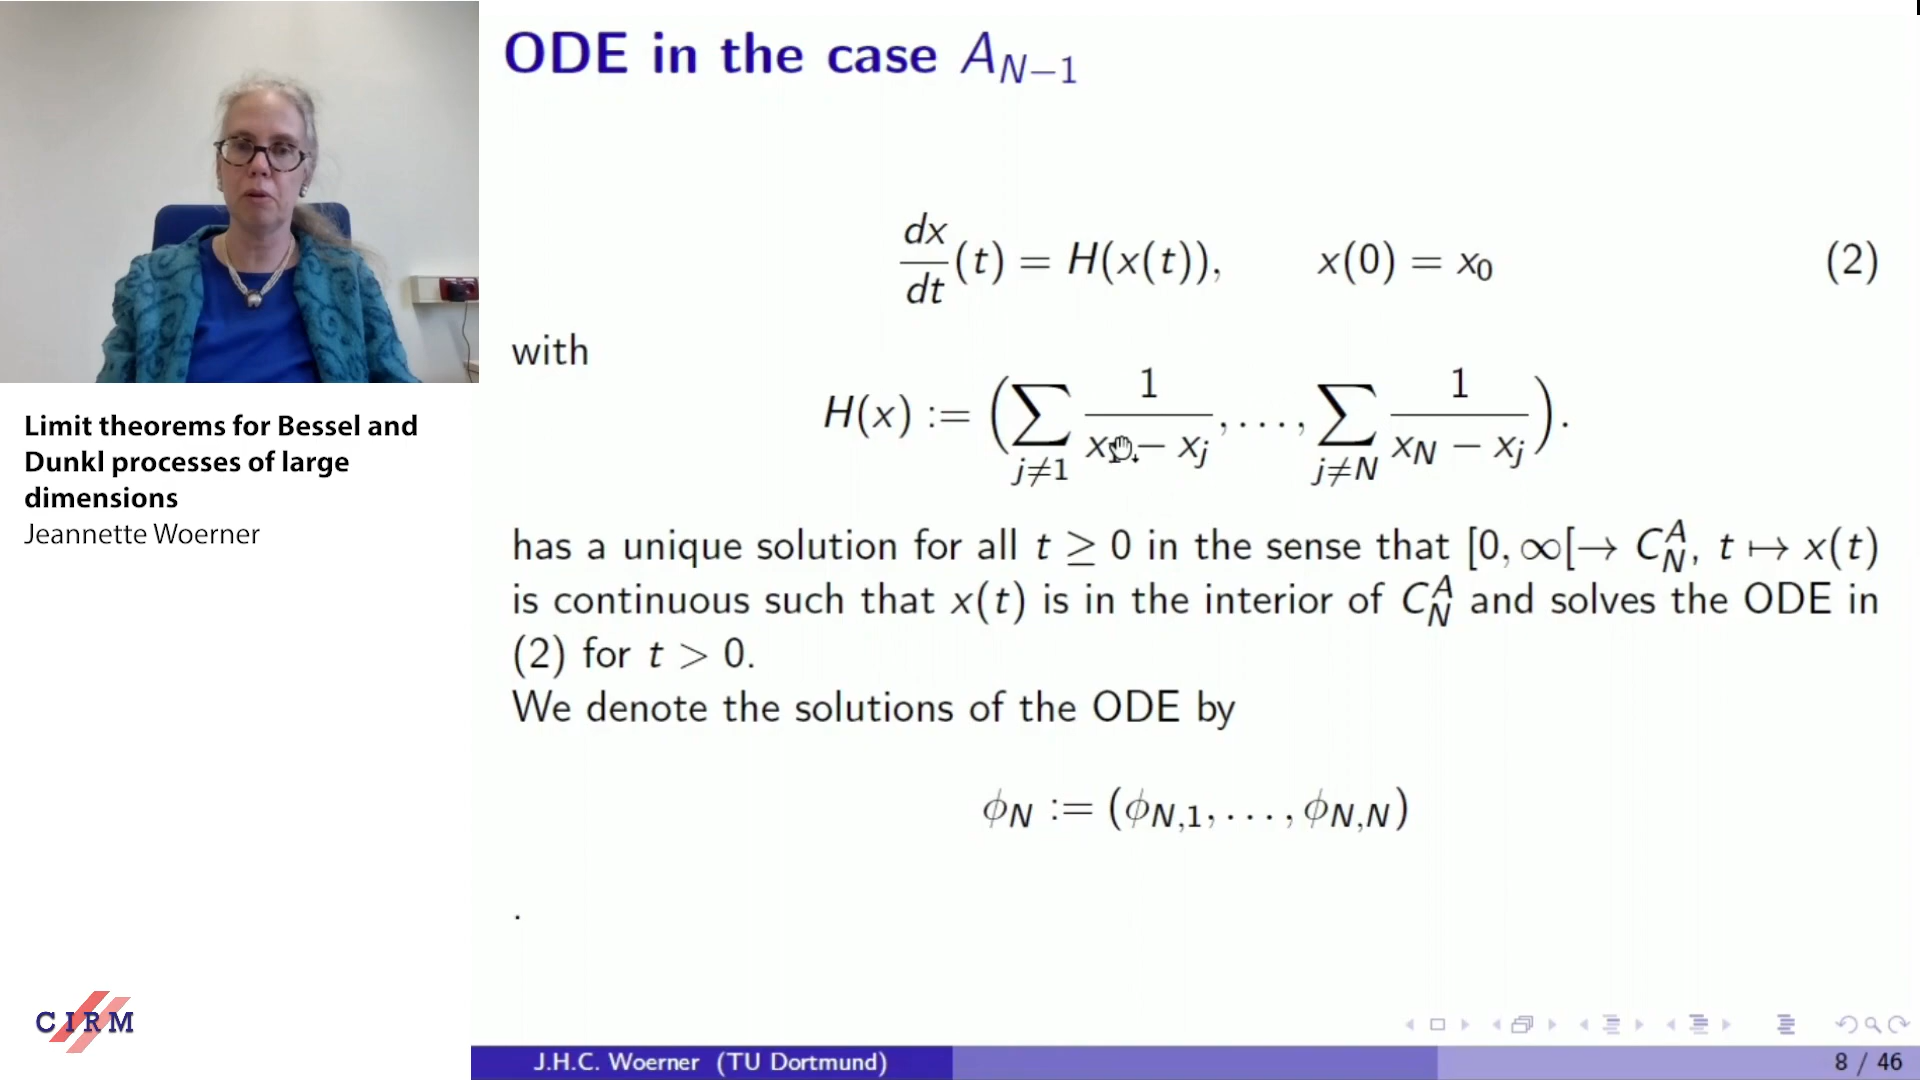 ODE in the case A_{N−1}
dx/dt (t) = H(x(t)), x(0) = x₀ (2)
with
H(x) := ( ∑_{j≠1} 1/(x − x_j), . . . , ∑_{j≠N} 1/(x_N − x_j) ).
has a unique solution for all t ≥ 0 in the sense that [0, ∞[→ C_N^A, t ↦ x(t)
is continuous such that x(t) is in the interior of C_N^A and solves the ODE in
(2) for t > 0.
We denote the solutions of the ODE by
ϕ_N := (ϕ_{N,1}, . . . , ϕ_{N,N})
.
Limit theorems for Bessel and
Dunkl processes of large
dimensions
Jeannette Woerner
CIRM
J.H.C. Woerner (TU Dortmund)
8 / 46